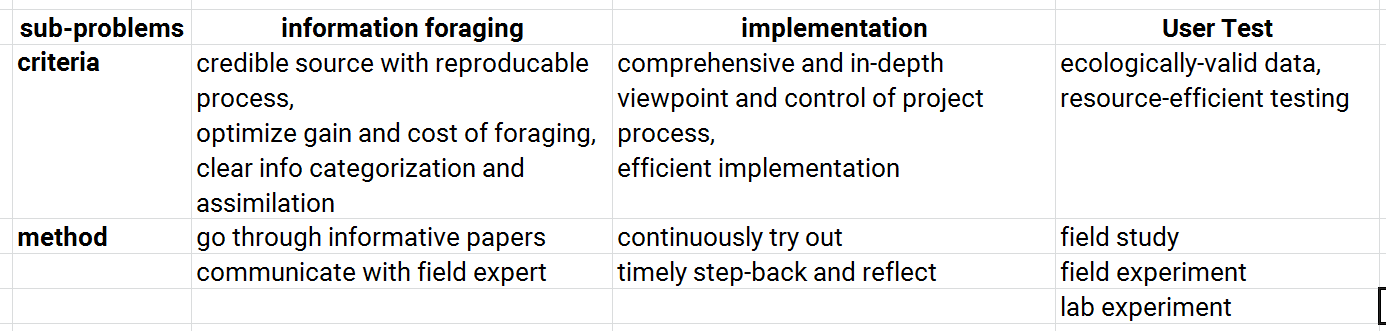 sub-problems information foraging implementation User Test
criteria credible source with reproducable comprehensive and in-depth ecologically-valid data,
process, viewpoint and control of project resource-efficient testing
optimize gain and cost of foraging, process,
clear info categorization and efficient implementation
assimilation
method go through informative papers continuously try out field study
communicate with field expert timely step-back and reflect field experiment
lab experiment